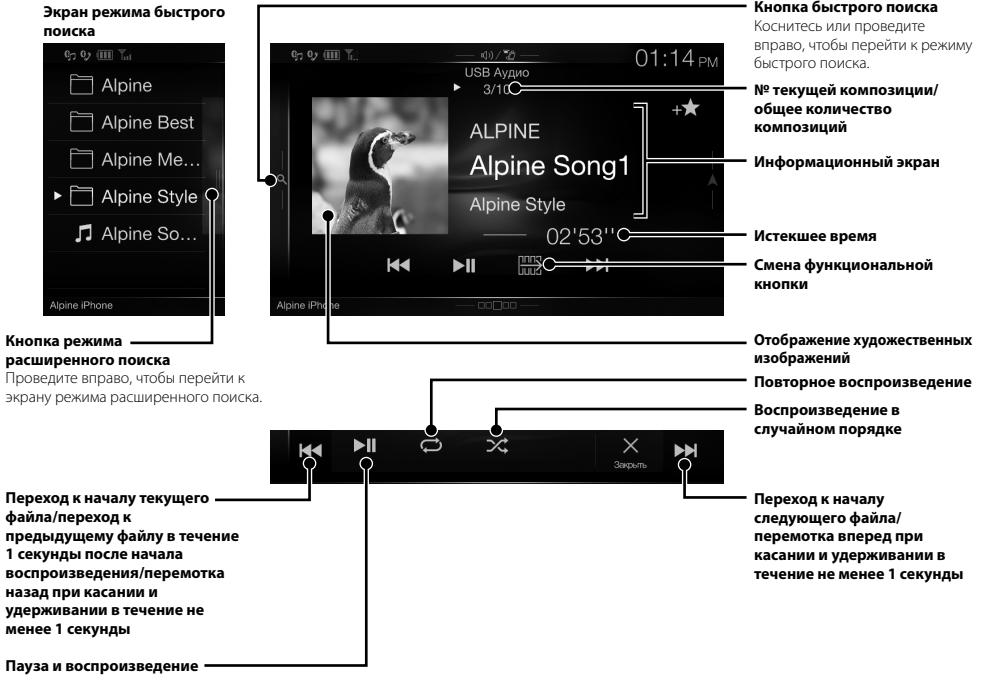 Экран режима быстрого
поиска
Alpine
Alpine Best
Alpine Me...
Alpine Style
Alpine So...
Alpine iPhone
Кнопка режима
расширенного поиска
Проведите вправо, чтобы перейти к
экрану режима расширенного поиска.
01:14 PM
USB Аудио
3/10
ALPINE
Alpine Song1
Alpine Style
02'53''
Alpine iPhone
Кнопка быстрого поиска
Коснитесь или проведите
вправо, чтобы перейти к режиму
быстрого поиска.
№ текущей композиции/
общее количество
композиций
Информационный экран
Истекшее время
Смена функциональной
кнопки
Отображение художественных
изображений
Повторное воспроизведение
Воспроизведение в
случайном порядке
Закрыть
Переход к началу текущего
файла/переход к
предыдущему файлу в течение
1 секунды после начала
воспроизведения/перемотка
назад при касании и
удерживании в течение не
менее 1 секунды
Пауза и воспроизведение
Переход к началу
следующего файла/
перемотка вперед при
касании и удерживании в
течение не менее 1 секунды